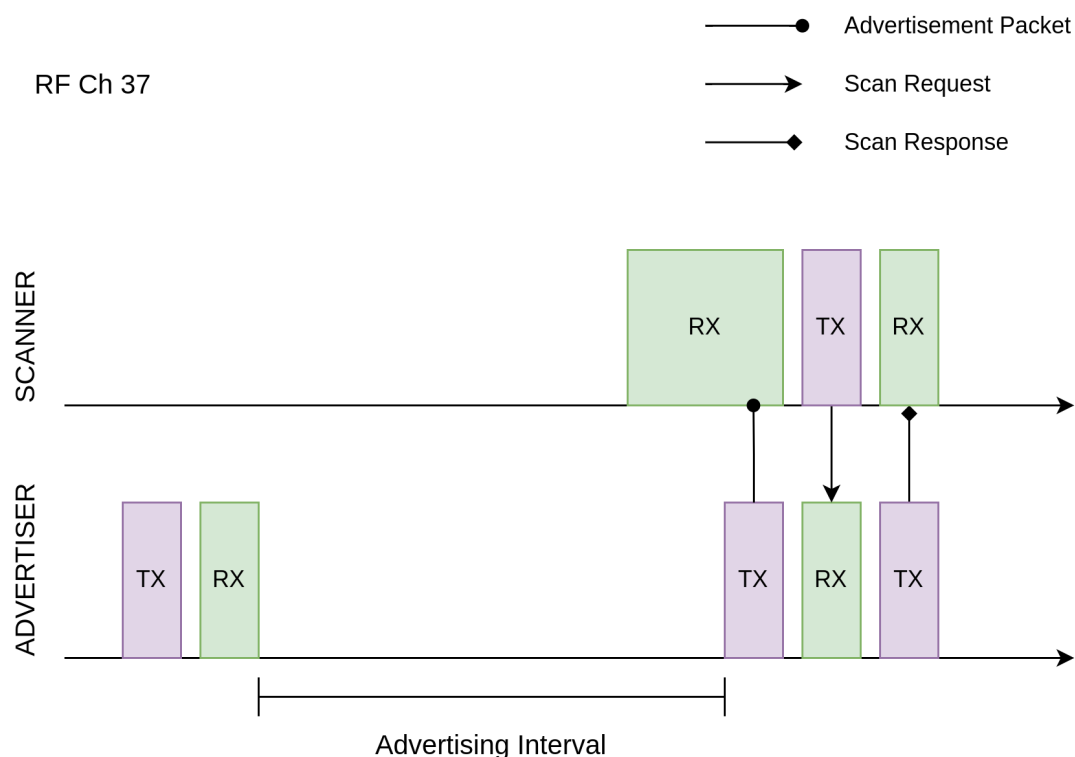 Advertisement Packet
RF Ch 37
Scan Request
Scan Response
SCANNER
RX
TX
RX
ADVERTISER
TX
RX
TX
RX
TX
Advertising Interval